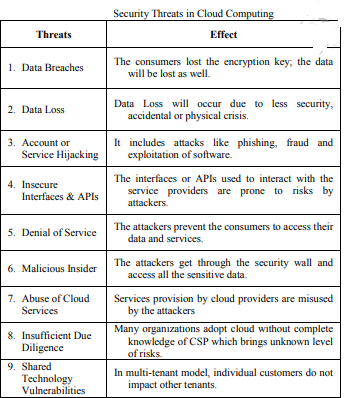 Security Threats in Cloud Computing
Threats Effect
1. Data Breaches
The consumers lost the encryption key; the data
will be lost as well.
2. Data Loss
Data Loss will occur due to less security,
accidental or physical crisis.
3. Account or
Service Hijacking
It includes attacks like phishing, fraud and
exploitation of software.
4. Insecure
Interfaces & APIs
The interfaces or APIs used to interact with the
service providers are prone to risks by
attackers.
5. Denial of Service
The attackers prevent the consumers to access their
data and services.
6. Malicious Insider
The attackers get through the security wall and
access all the sensitive data.
7. Abuse of Cloud
Services
Services provision by cloud providers are misused
by the attackers
8. Insufficient Due
Diligence
Many organizations adopt cloud without complete
knowledge of CSP which brings unknown level
of risks.
9. Shared
Technology
Vulnerabilities
In multi-tenant model, individual customers do not
impact other tenants.